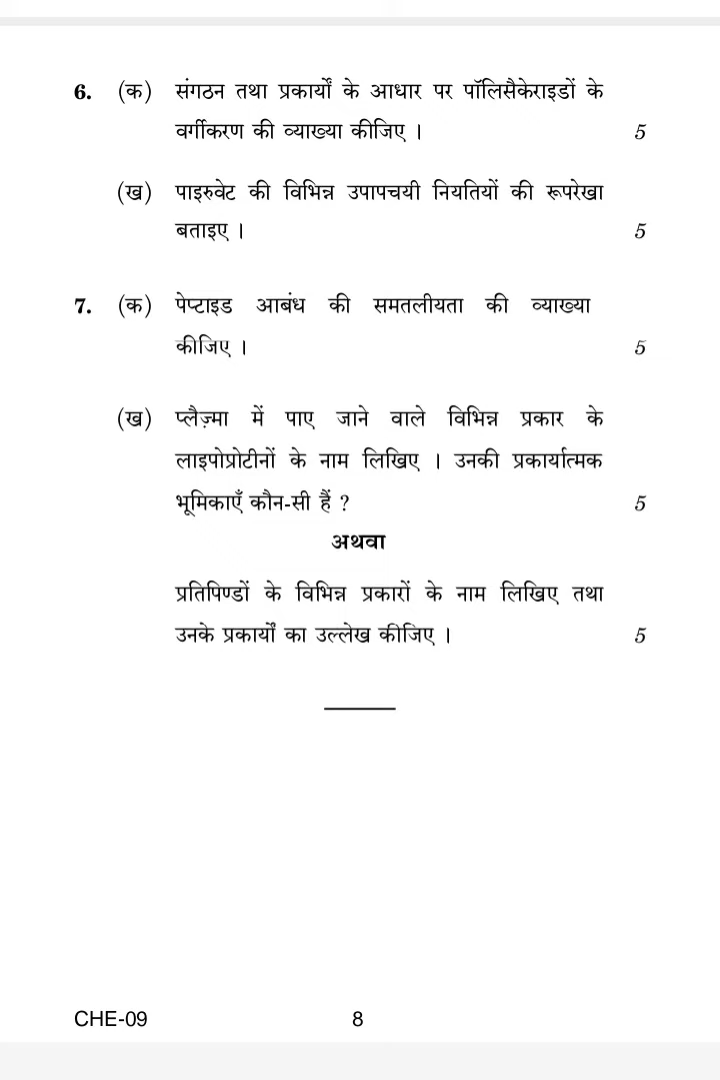 6. (क) संगठन तथा प्रकार्यों के आधार पर पॉलिसैकेराइडों के
वर्गीकरण की व्याख्या कीजिए । 5
(ख) पाइरुवेट की विभिन्न उपापचयी नियतियों की रूपरेखा
बताइए । 5
7. (क) पेप्टाइड आबंध की समतलीयता की व्याख्या
कीजिए । 5
(ख) प्लैज़्मा में पाए जाने वाले विभिन्न प्रकार के
लाइपोप्रोटीनों के नाम लिखिए । उनकी प्रकार्यात्मक
भूमिकाएँ कौन-सी हैं ? 5
अथवा
प्रतिपिण्डों के विभिन्न प्रकारों के नाम लिखिए तथा
उनके प्रकार्यों का उल्लेख कीजिए । 5
CHE-09 8